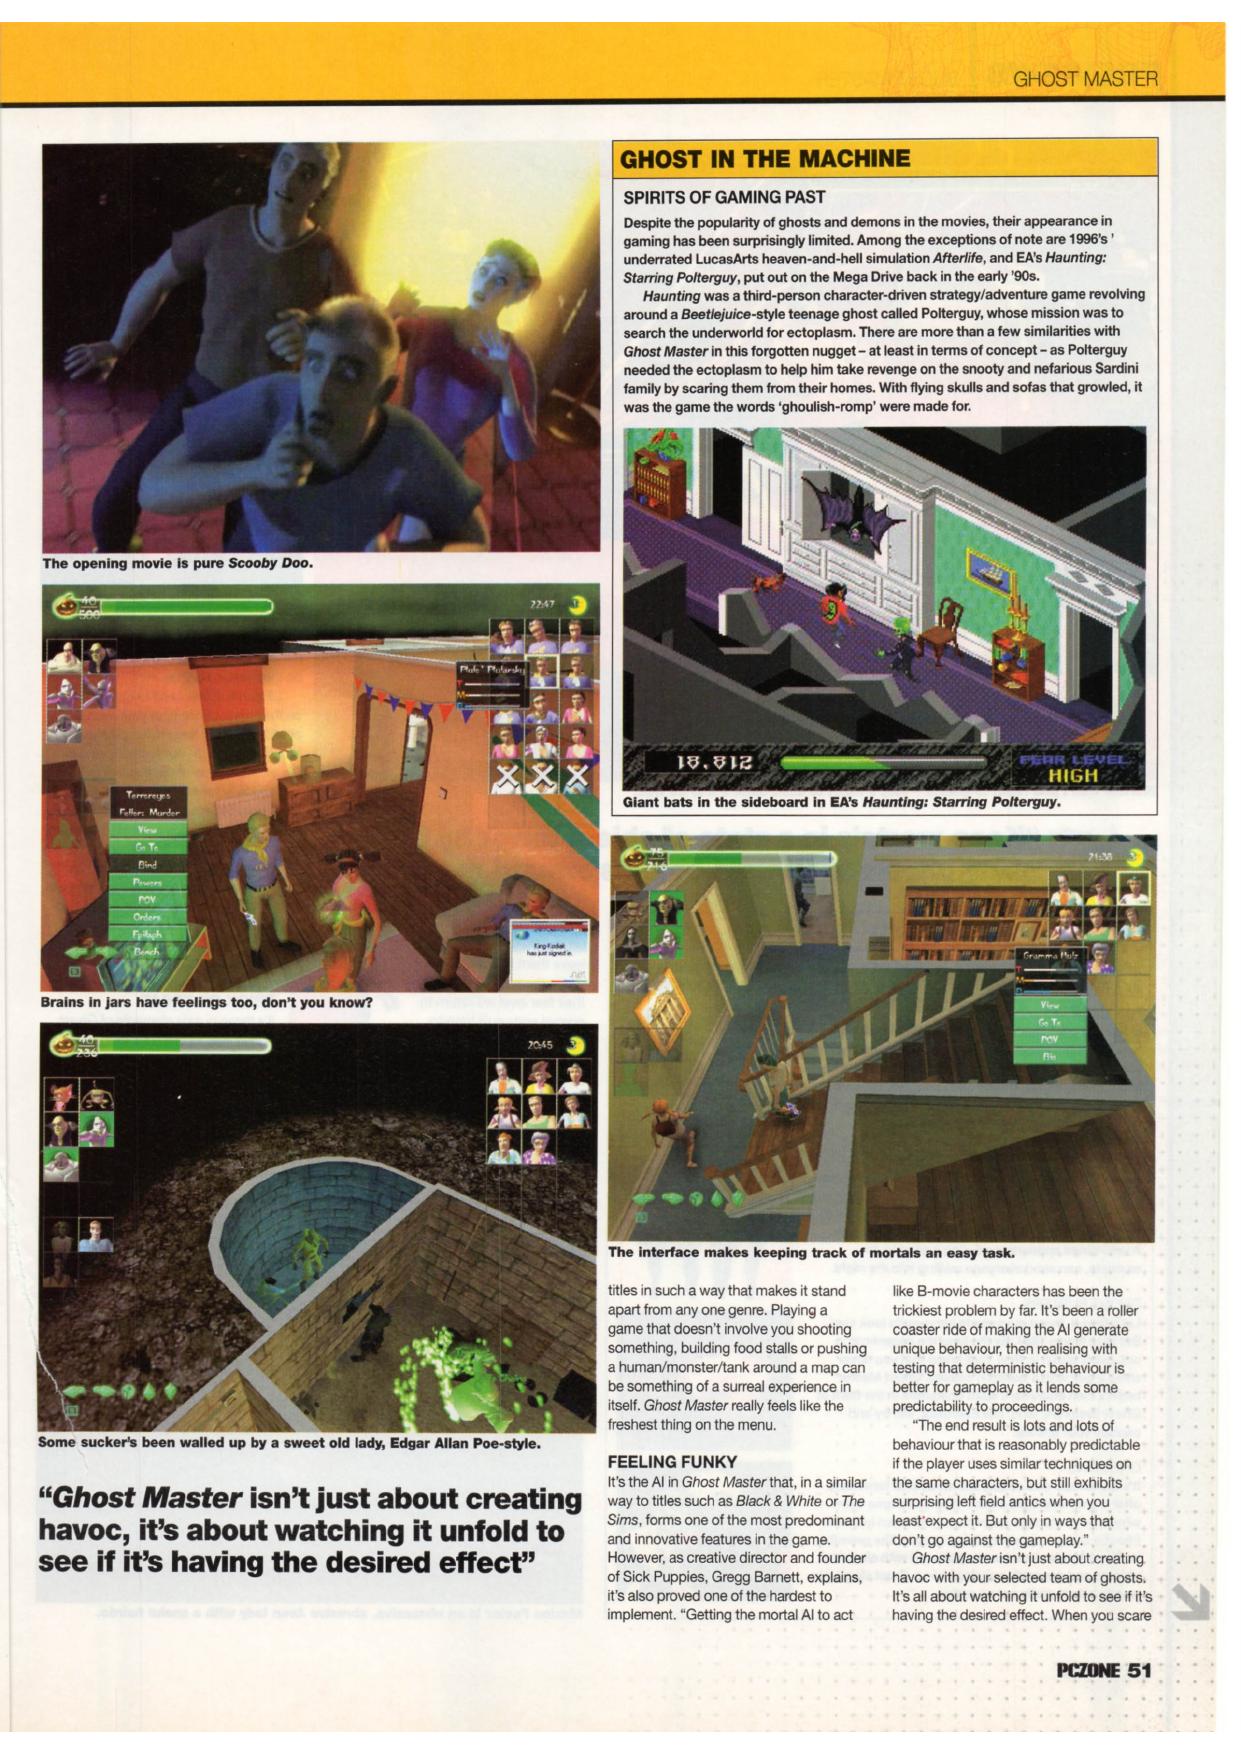 GHOST MASTER
The opening movie is pure Scooby Doo.
40
500
22:47
Terroreyes
Fetter: Murder
View
Go To
Bind
Powers
POV
Orders
Epitaph
Bench
King Kodiak
has just signed in.
.net
Brains in jars have feelings too, don't you know?
40
236
20:45
Some sucker's been walled up by a sweet old lady, Edgar Allan Poe-style.
“Ghost Master isn't just about creating
havoc, it's about watching it unfold to
see if it's having the desired effect”
GHOST IN THE MACHINE
SPIRITS OF GAMING PAST
Despite the popularity of ghosts and demons in the movies, their appearance in
gaming has been surprisingly limited. Among the exceptions of note are 1996's '
underrated LucasArts heaven-and-hell simulation Afterlife, and EA's Haunting:
Starring Polterguy, put out on the Mega Drive back in the early '90s.
Haunting was a third-person character-driven strategy/adventure game revolving
around a Beetlejuice-style teenage ghost called Polterguy, whose mission was to
search the underworld for ectoplasm. There are more than a few similarities with
Ghost Master in this forgotten nugget – at least in terms of concept – as Polterguy
needed the ectoplasm to help him take revenge on the snooty and nefarious Sardini
family by scaring them from their homes. With flying skulls and sofas that growled, it
was the game the words ‘ghoulish-romp’ were made for.
18,812
FEAR LEVEL
HIGH
Giant bats in the sideboard in EA's Haunting: Starring Polterguy.
75
216
21:38
Gramma Mulz
View
Go To
POV
Bio
The interface makes keeping track of mortals an easy task.
titles in such a way that makes it stand
apart from any one genre. Playing a
game that doesn't involve you shooting
something, building food stalls or pushing
a human/monster/tank around a map can
be something of a surreal experience in
itself. Ghost Master really feels like the
freshest thing on the menu.
FEELING FUNKY
It's the AI in Ghost Master that, in a similar
way to titles such as Black & White or The
Sims, forms one of the most predominant
and innovative features in the game.
However, as creative director and founder
of Sick Puppies, Gregg Barnett, explains,
it's also proved one of the hardest to
implement. “Getting the mortal AI to act
like B-movie characters has been the
trickiest problem by far. It's been a roller
coaster ride of making the AI generate
unique behaviour, then realising with
testing that deterministic behaviour is
better for gameplay as it lends some
predictability to proceedings.
“The end result is lots and lots of
behaviour that is reasonably predictable
if the player uses similar techniques on
the same characters, but still exhibits
surprising left field antics when you
least expect it. But only in ways that
don't go against the gameplay.”
Ghost Master isn't just about creating
havoc with your selected team of ghosts.
It's all about watching it unfold to see if it's
having the desired effect. When you scare
PCZONE 51